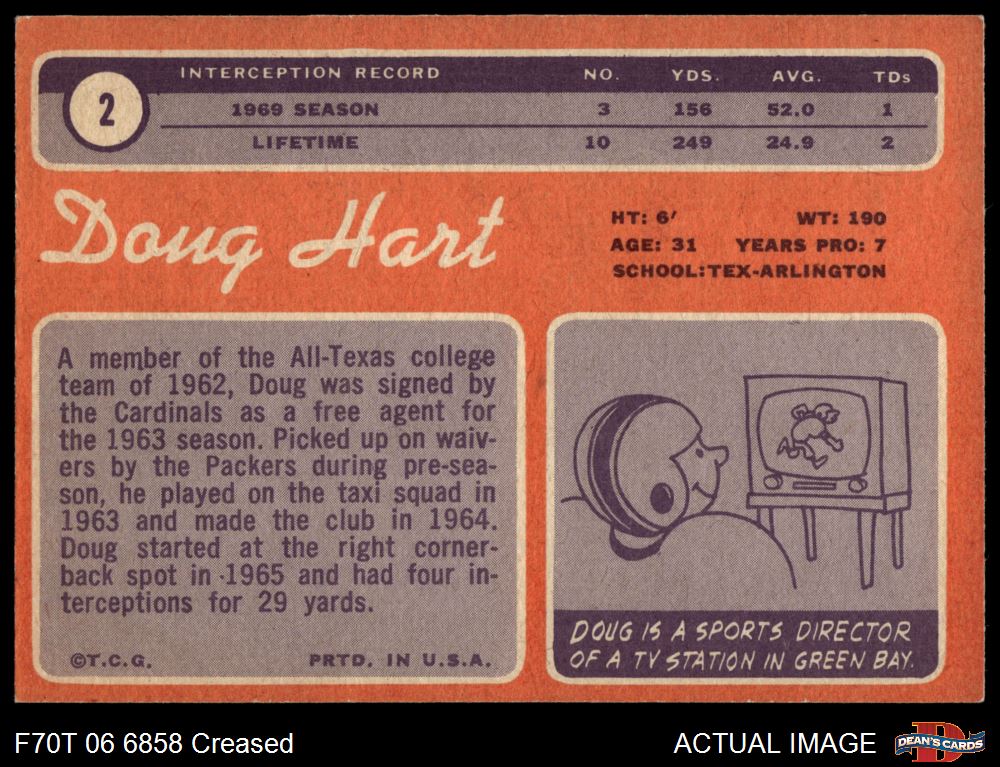 2
INTERCEPTION RECORD NO. YDS. AVG. TDs
1969 SEASON 3 156 52.0 1
LIFETIME 10 249 24.9 2
Doug Hart
HT: 6' WT: 190
AGE: 31 YEARS PRO: 7
SCHOOL: TEX-ARLINGTON
A member of the All-Texas college
team of 1962, Doug was signed by
the Cardinals as a free agent for
the 1963 season. Picked up on waiv-
ers by the Packers during pre-sea-
son, he played on the taxi squad in
1963 and made the club in 1964.
Doug started at the right corner-
back spot in 1965 and had four in-
terceptions for 29 yards.
©T.C.G. PRTD. IN U.S.A.
DOUG IS A SPORTS DIRECTOR
OF A TV STATION IN GREEN BAY.
F70T 06 6858 Creased
ACTUAL IMAGE
D
DEAN'S CARDS